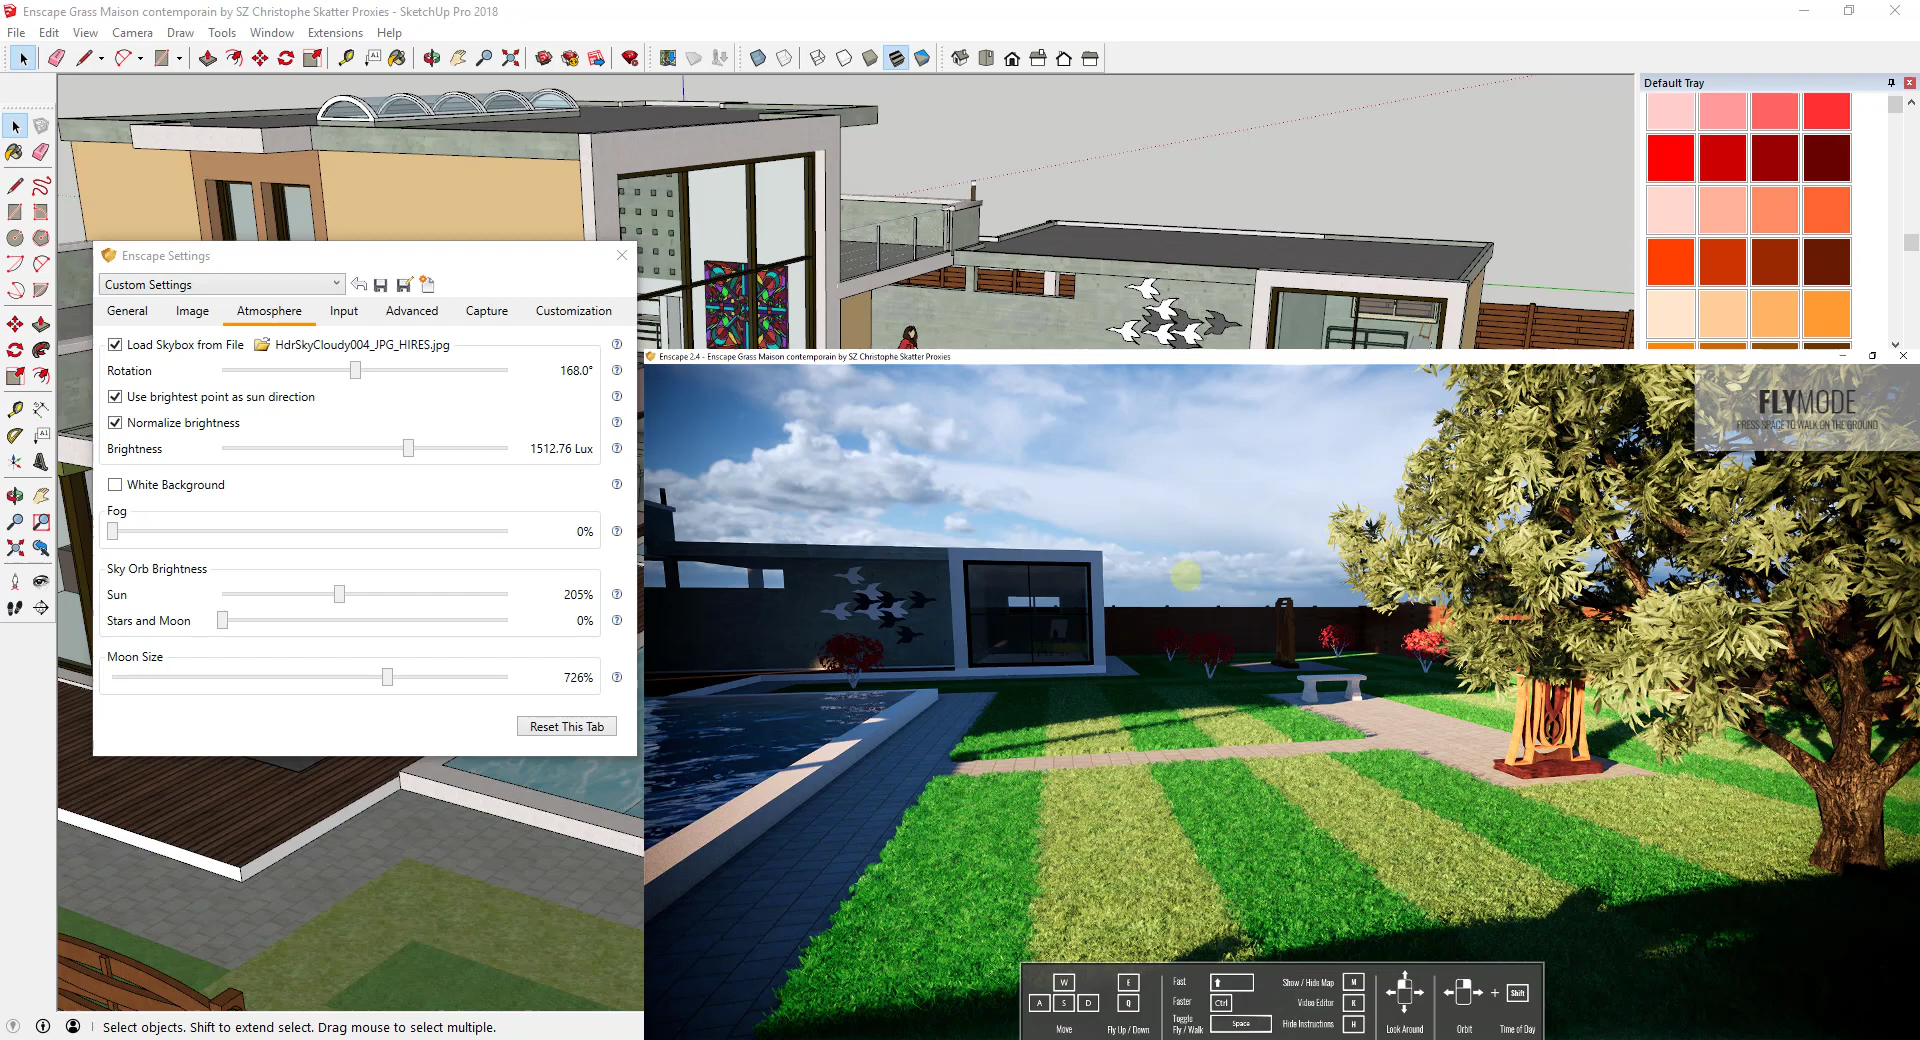 Enscape Grass Maison contemporain by SZ Christophe Skatter Proxies - SketchUp Pro 2018
File Edit View Camera Draw Tools Window Extensions Help
Default Tray
Enscape Settings
Custom Settings
General Image Atmosphere Input Advanced Capture Customization
Load Skybox from File HdrSkyCloudy004_JPG_HIRES.jpg
Rotation 168.0°
Use brightest point as sun direction
Normalize brightness
Brightness 1512.76 Lux
White Background
Fog
0%
Sky Orb Brightness
Sun 205%
Stars and Moon 0%
Moon Size
726%
Reset This Tab
Enscape 2.4 - Enscape Grass Maison contemporain by SZ Christophe Skatter Proxies
FLYMODE
PRESS SPACE TO WALK ON THE GROUND
W E Fast Show / Hide Map M
A S D Q Faster Ctrl Video Editor K + Shift
Toggle
Fly / Walk Space Hide Instructions H
Move Fly Up / Down Look Around Orbit Time of Day
Select objects. Shift to extend select. Drag mouse to select multiple.